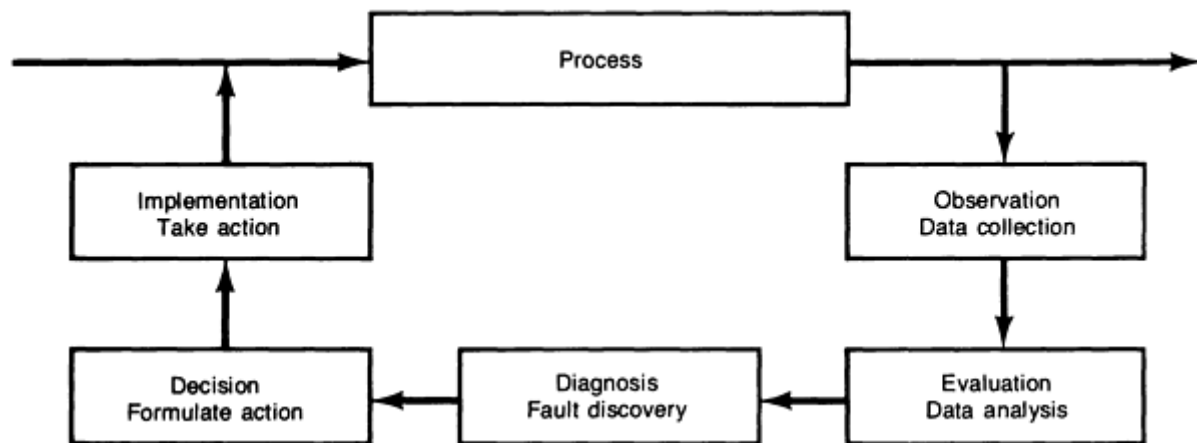 Process
Implementation
Take action
Observation
Data collection
Decision
Formulate action
Diagnosis
Fault discovery
Evaluation
Data analysis